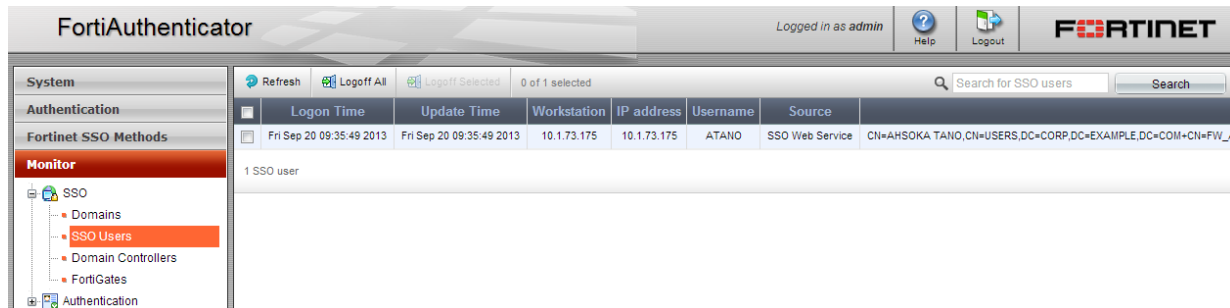 FortiAuthenticator
Logged in as admin
Help
Logout
FORTINET
System
Authentication
Fortinet SSO Methods
Monitor
SSO
Domains
SSO Users
Domain Controllers
FortiGates
Authentication
Refresh Logoff All Logoff Selected 0 of 1 selected Search for SSO users Search
Logon Time Update Time Workstation IP address Username Source
Fri Sep 20 09:35:49 2013 Fri Sep 20 09:35:49 2013 10.1.73.175 10.1.73.175 ATANO SSO Web Service CN=AHSOKA TANO,CN=USERS,DC=CORP,DC=EXAMPLE,DC=COM+CN=FW_
1 SSO user